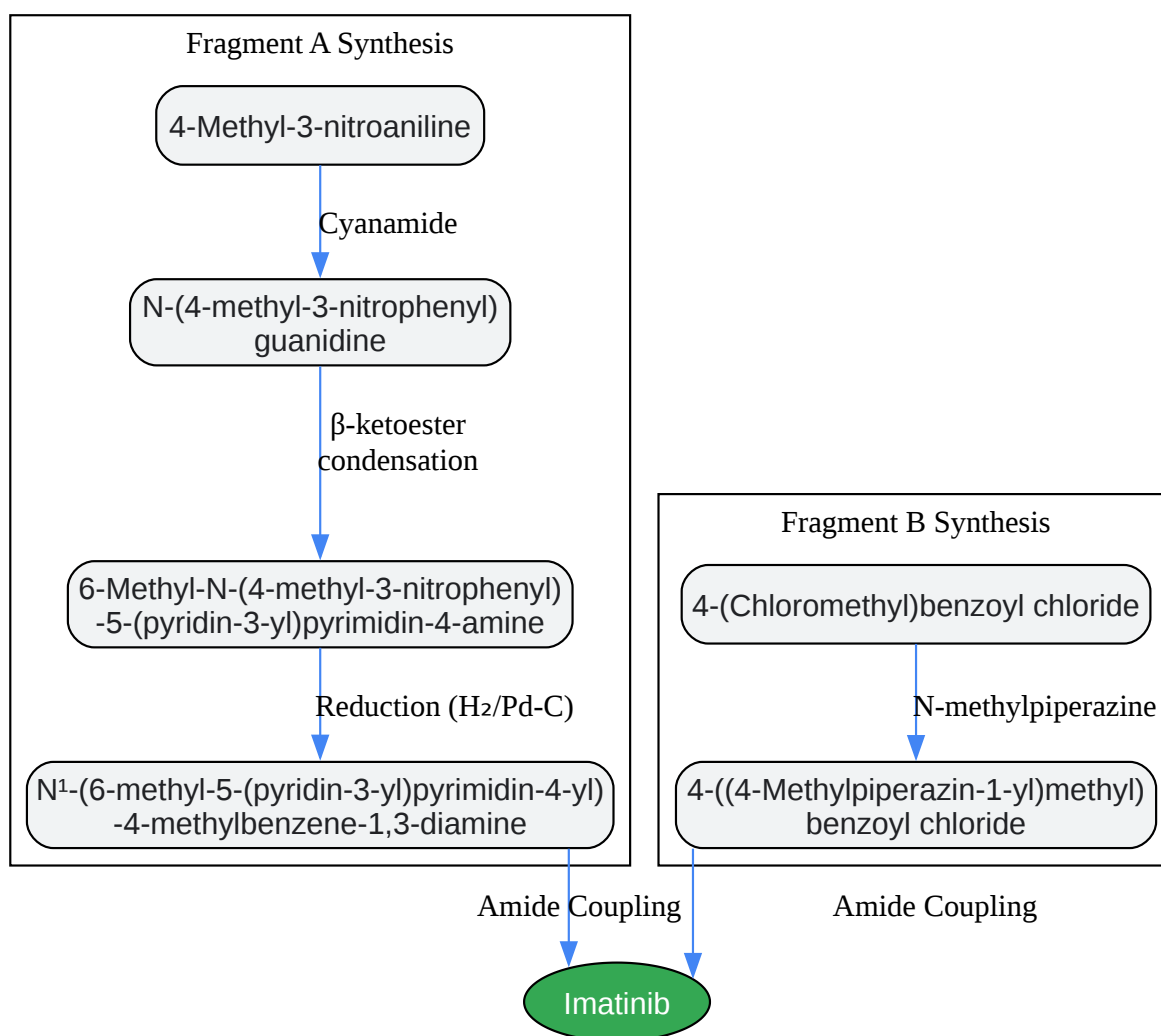 Fragment A Synthesis
4-Methyl-3-nitroaniline
Cyanamide
N-(4-methyl-3-nitrophenyl)
guanidine
β-ketoester
condensation
6-Methyl-N-(4-methyl-3-nitrophenyl)
-5-(pyridin-3-yl)pyrimidin-4-amine
Reduction (H₂/Pd-C)
N¹-(6-methyl-5-(pyridin-3-yl)pyrimidin-4-yl)
-4-methylbenzene-1,3-diamine
Amide Coupling
Fragment B Synthesis
4-(Chloromethyl)benzoyl chloride
N-methylpiperazine
4-((4-Methylpiperazin-1-yl)methyl)
benzoyl chloride
Amide Coupling
Imatinib